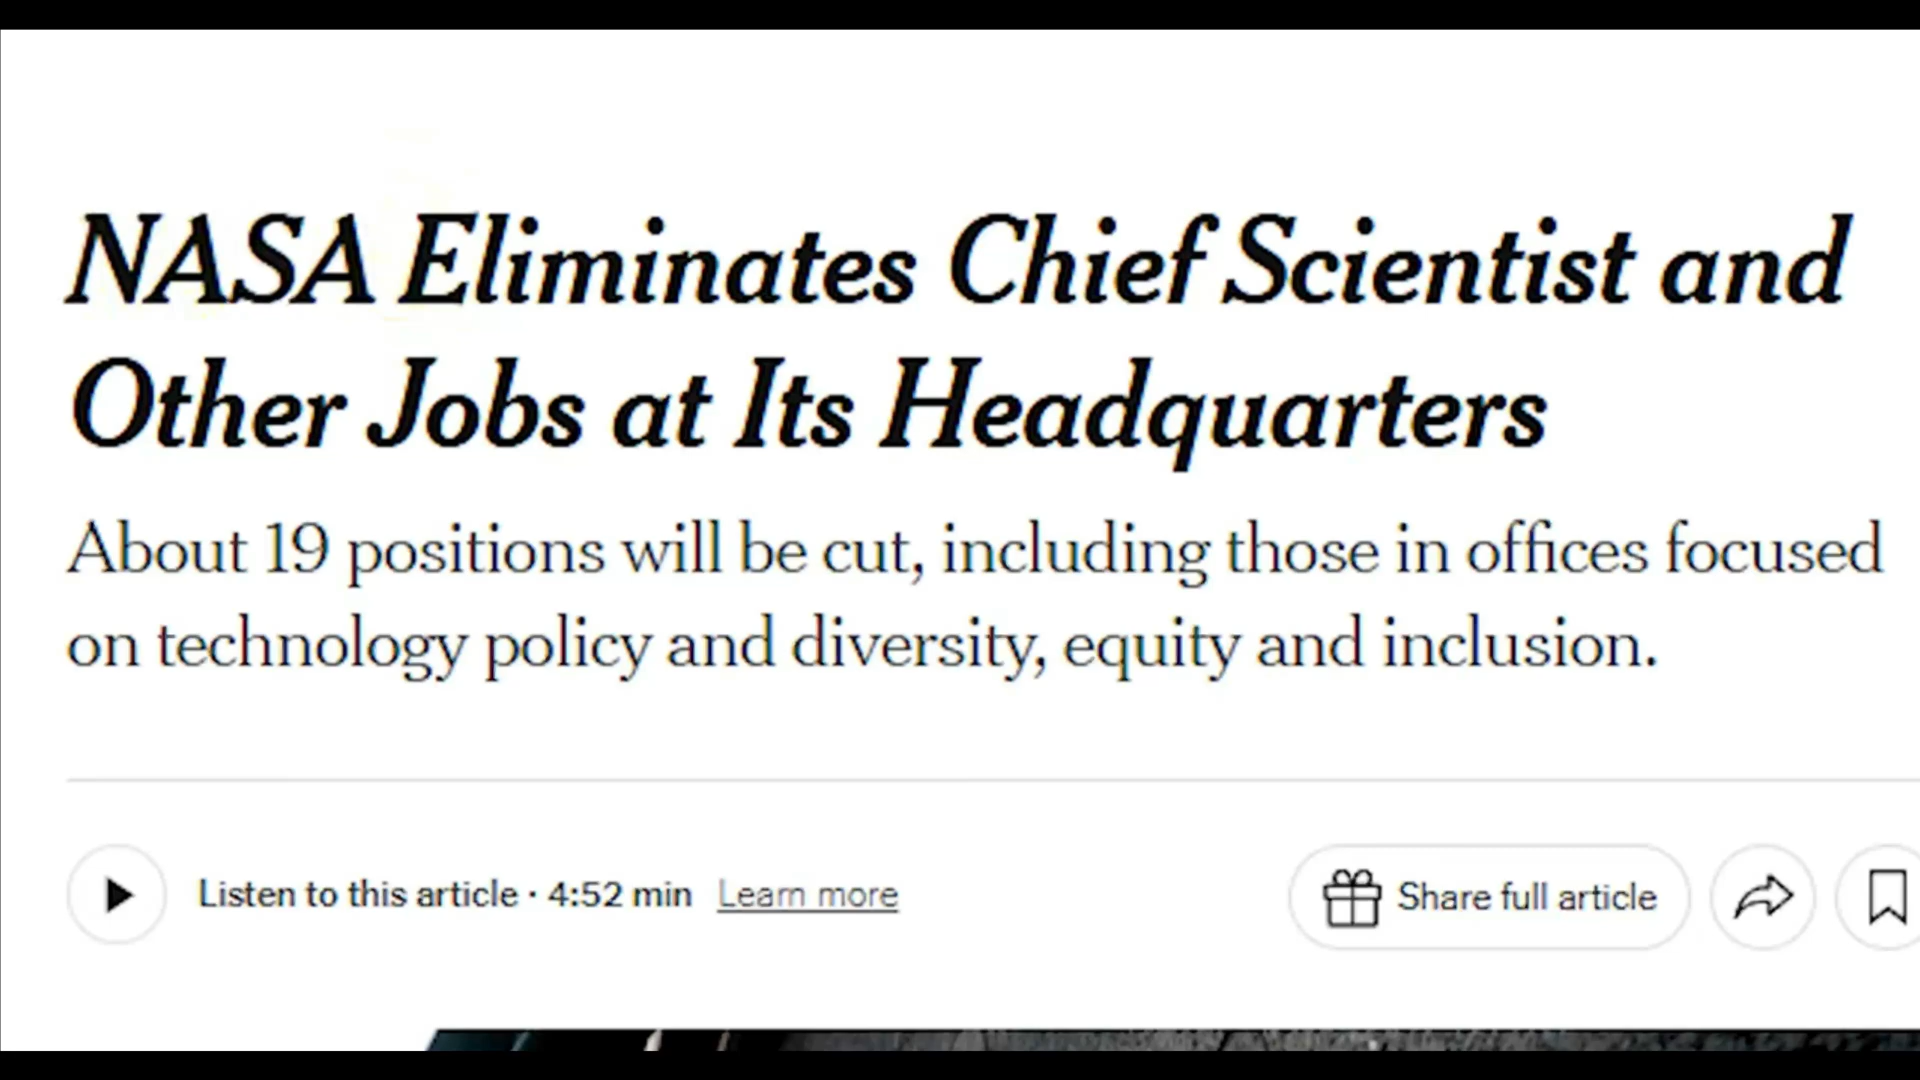 NASA Eliminates Chief Scientist and
Other Jobs at Its Headquarters
About 19 positions will be cut, including those in offices focused
on technology policy and diversity, equity and inclusion.
Listen to this article · 4:52 min Learn more
Share full article